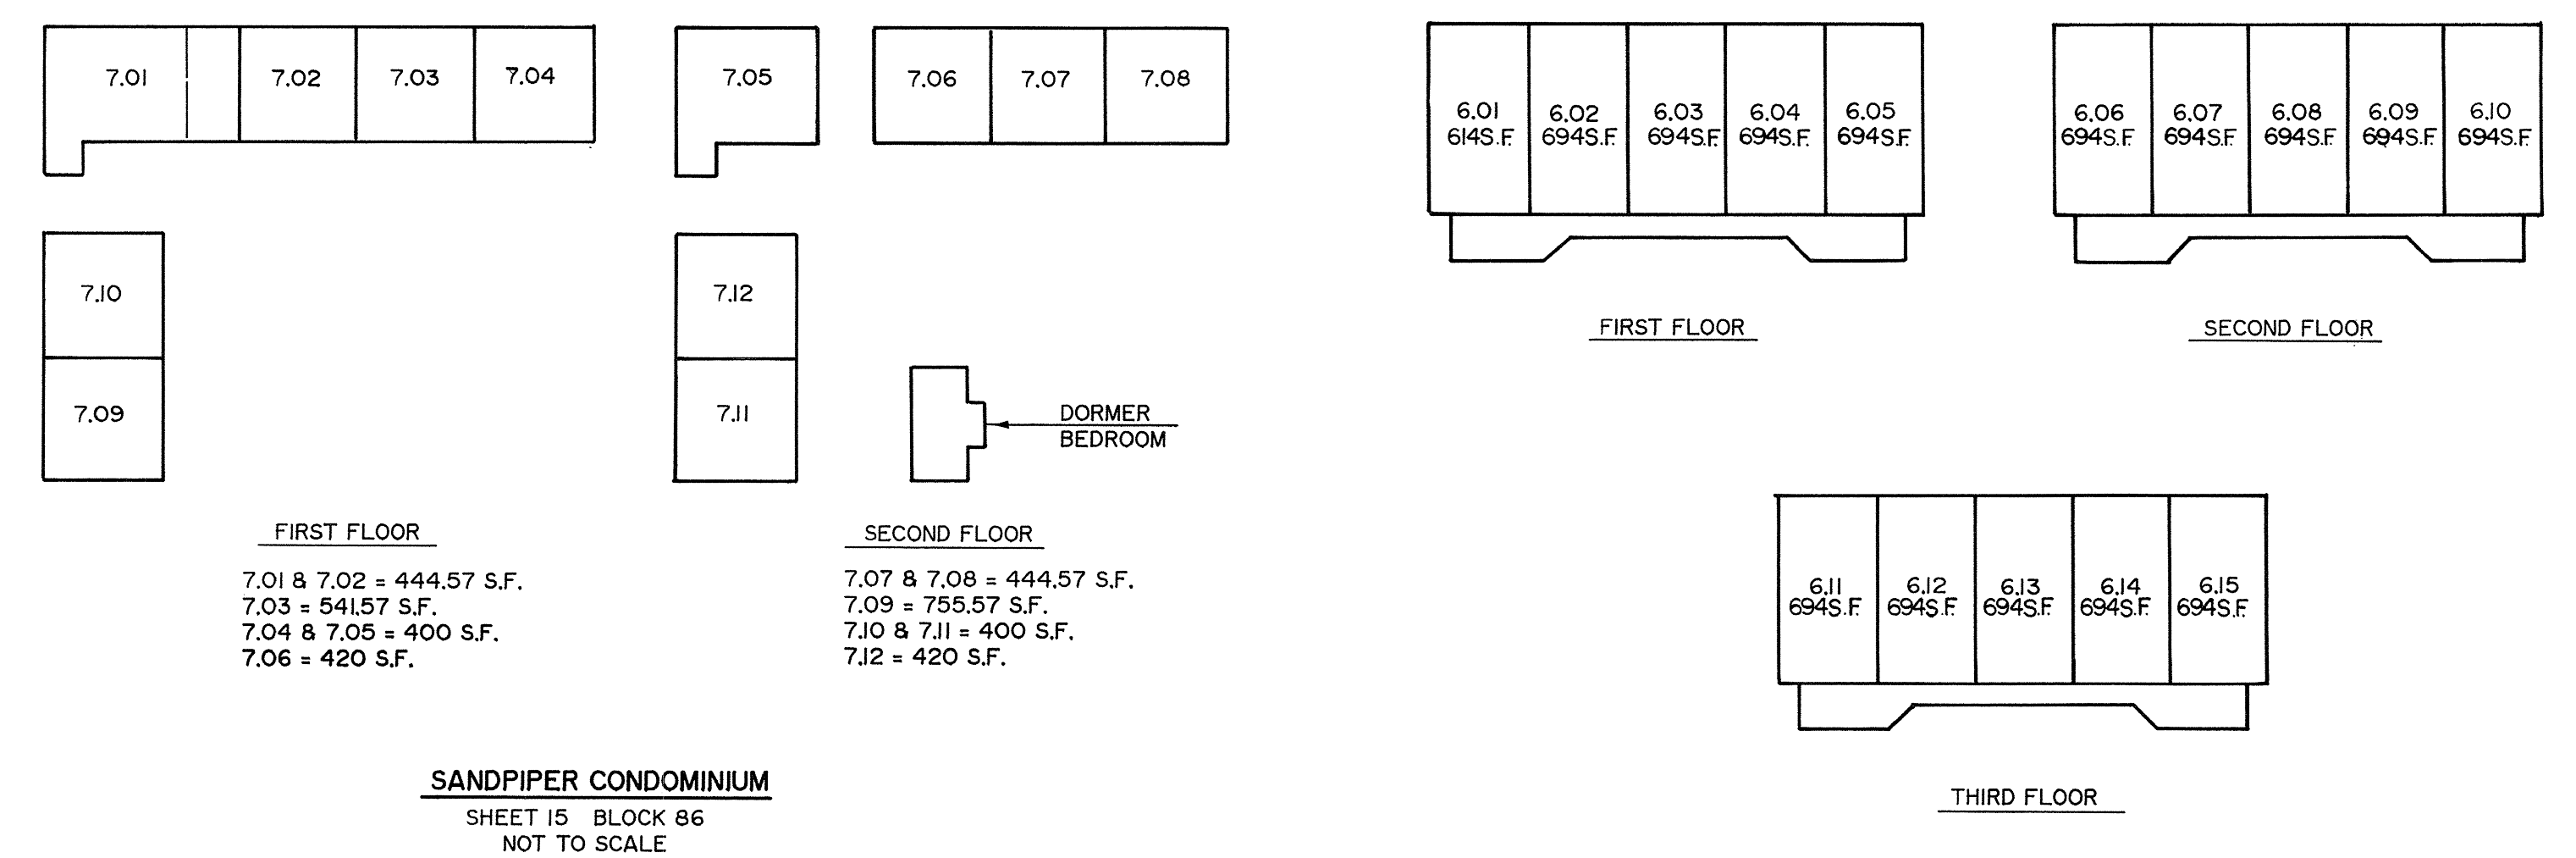 7.01
7.02
7.03
7.04
7.05
7.06
7.07
7.08
7.10
7.09
7.12
7.11
DORMER
BEDROOM
FIRST FLOOR
7.01 & 7.02 = 444.57 S.F.
7.03 = 541.57 S.F.
7.04 & 7.05 = 400 S.F.
7.06 = 420 S.F.
SECOND FLOOR
7.07 & 7.08 = 444.57 S.F.
7.09 = 755.57 S.F.
7.10 & 7.11 = 400 S.F.
7.12 = 420 S.F.
SANDPIPER CONDOMINIUM
SHEET 15 BLOCK 86
NOT TO SCALE
6.01
614S.F.
6.02
694S.F.
6.03
694S.F.
6.04
694S.F.
6.05
694S.F.
FIRST FLOOR
6.06
694S.F.
6.07
694S.F.
6.08
694S.F.
6.09
694S.F.
6.10
694S.F.
SECOND FLOOR
6.11
694S.F.
6.12
694S.F.
6.13
694S.F.
6.14
694S.F.
6.15
694S.F.
THIRD FLOOR